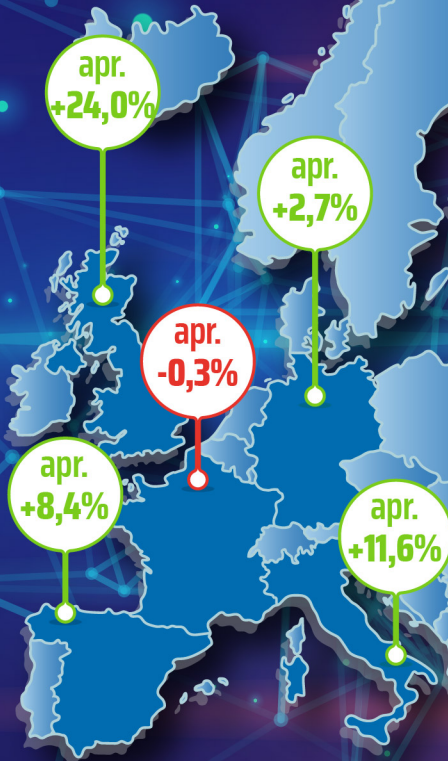 apr.
+24,0%
apr.
+2,7%
apr.
-0,3%
apr.
+8,4%
apr.
+11,6%